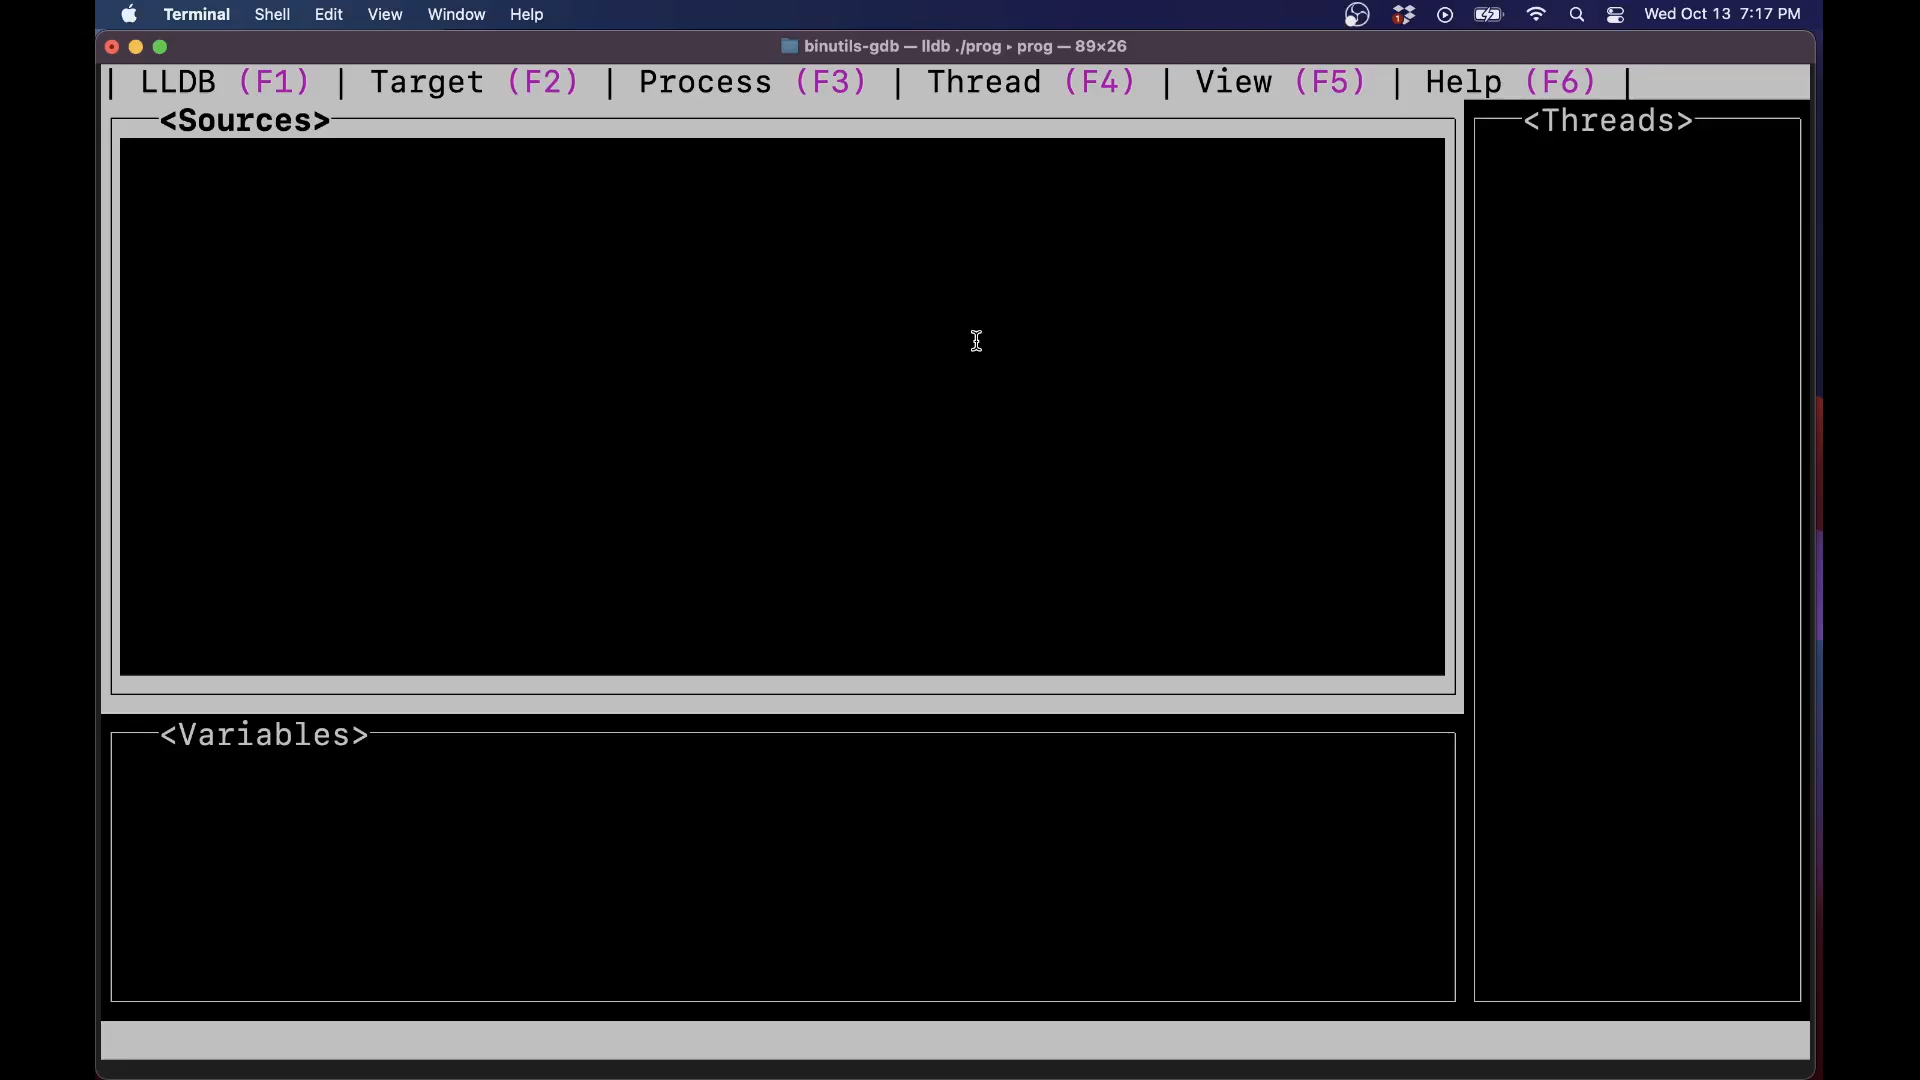 Terminal Shell Edit View Window Help 1 Wed Oct 13 7:17 PM
binutils-gdb — lldb ./prog ▸ prog — 89×26
| LLDB (F1) | Target (F2) | Process (F3) | Thread (F4) | View (F5) | Help (F6) |
<Sources>
<Threads>
<Variables>